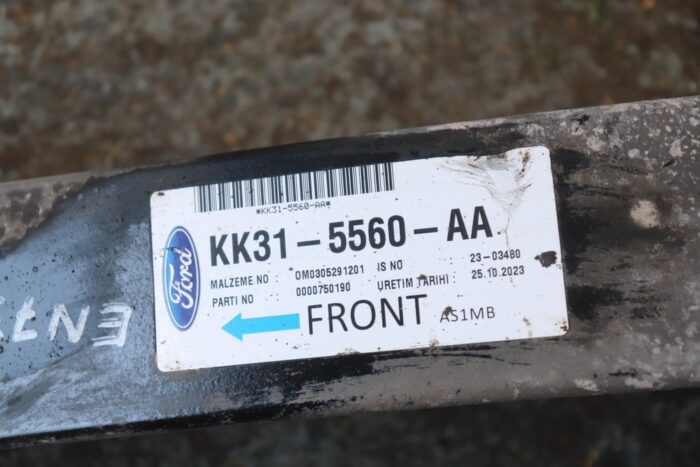 *KK31-5560-AA*
Ford
KK31-5560-AA
MALZEME NO : 0M0305291201 IS NO : 23-03480
PARTI NO : 0000750190 URETIM TARIHI : 25.10.2023
FRONT AS1MB